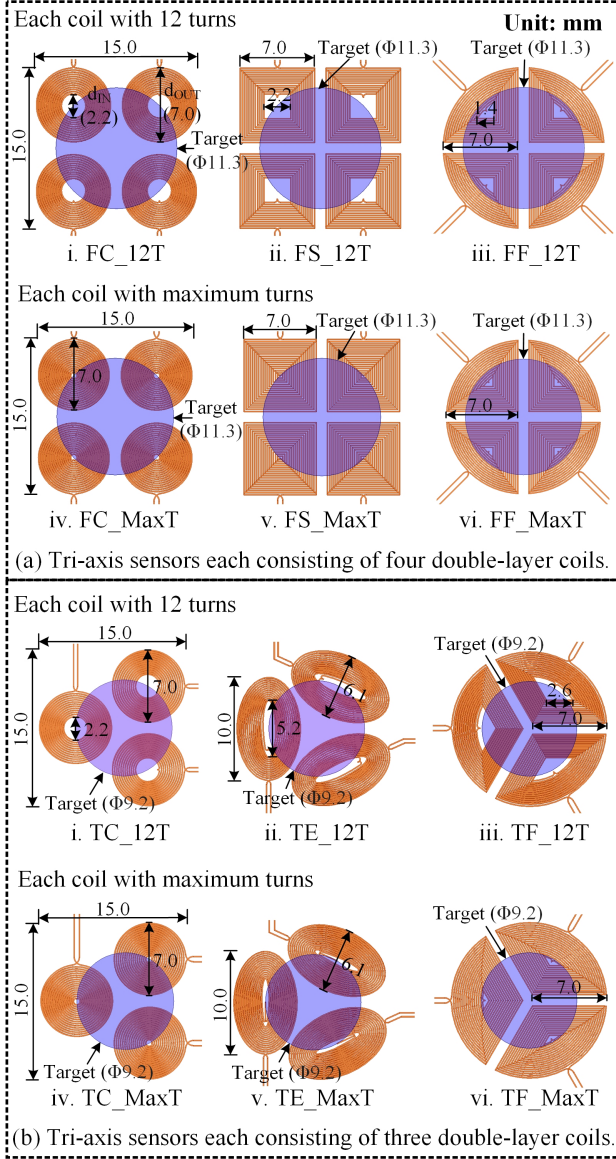 Each coil with 12 turns
Unit: mm
15.0
7.0
Target (Φ11.3)
Target (Φ11.3)
15.0
d_IN
(2.2)
d_OUT
(7.0)
Target
(Φ11.3)
2.2
1.4
7.0
i. FC_12T
ii. FS_12T
iii. FF_12T
Each coil with maximum turns
15.0
7.0
Target (Φ11.3)
Target (Φ11.3)
15.0
7.0
Target
(Φ11.3)
7.0
iv. FC_MaxT
v. FS_MaxT
vi. FF_MaxT
(a) Tri-axis sensors each consisting of four double-layer coils.
Each coil with 12 turns
15.0
Target (Φ9.2)
15.0
7.0
2.2
10.0
5.2
6.1
2.6
7.0
Target (Φ9.2)
Target (Φ9.2)
i. TC_12T
ii. TE_12T
iii. TF_12T
Each coil with maximum turns
15.0
Target (Φ9.2)
15.0
7.0
10.0
6.1
7.0
Target (Φ9.2)
Target (Φ9.2)
iv. TC_MaxT
v. TE_MaxT
vi. TF_MaxT
(b) Tri-axis sensors each consisting of three double-layer coils.